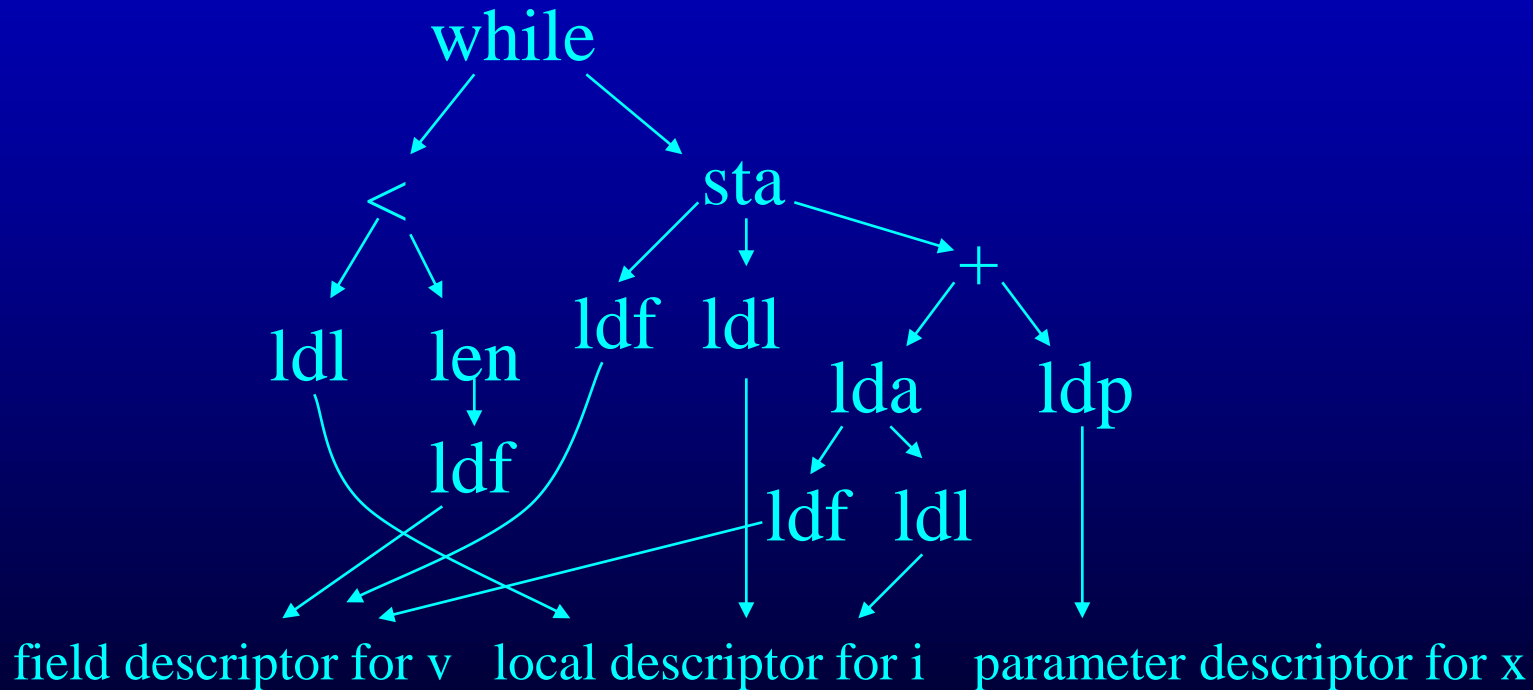 while
< sta
+
ldf ldl
ldl len
lda ldp
ldf
ldf ldl
field descriptor for v local descriptor for i parameter descriptor for x